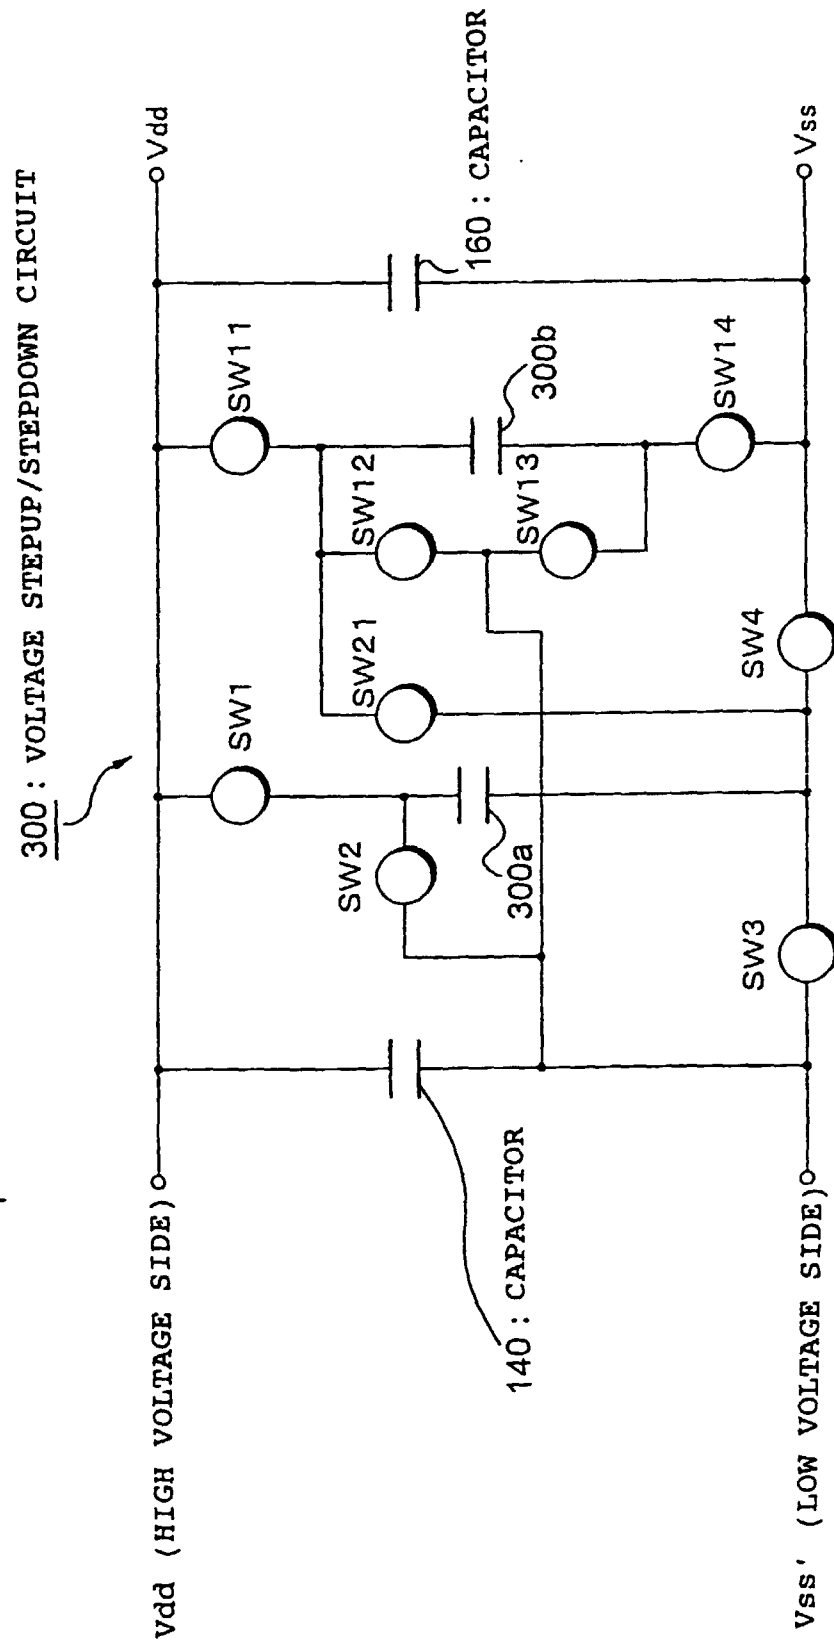 300 : VOLTAGE STEPUP/STEPDOWN CIRCUIT
Vdd (HIGH VOLTAGE SIDE)
Vdd
SW1
SW11
SW2
SW21
SW12
300a
300b
SW13
140 : CAPACITOR
160 : CAPACITOR
SW3
SW4
SW14
Vss' (LOW VOLTAGE SIDE)
Vss